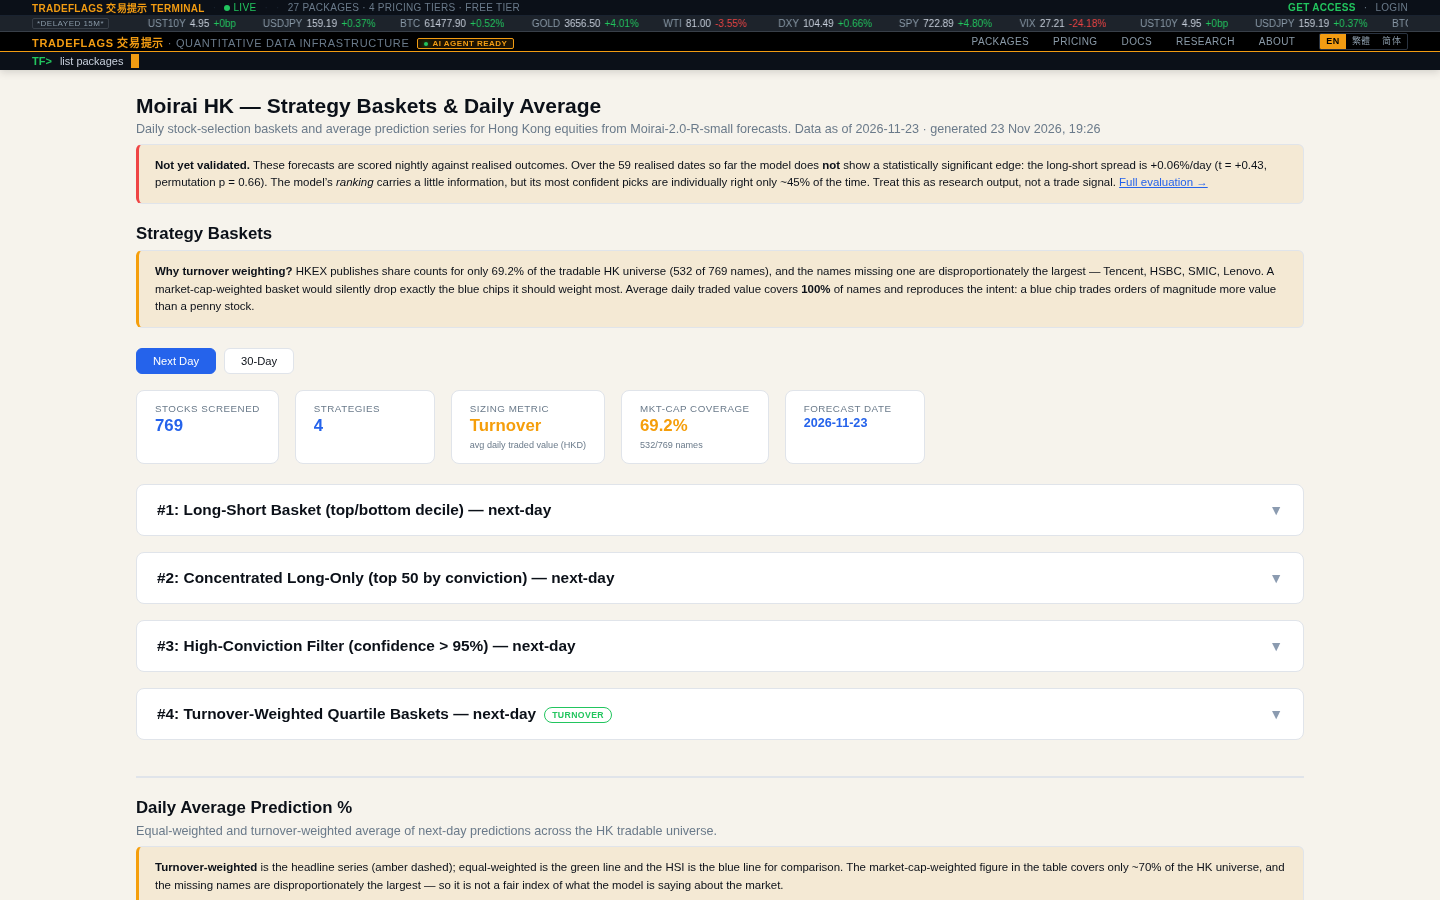 TRADEFLAGS 交易提示 TERMINAL LIVE 27 PACKAGES · 4 PRICING TIERS · FREE TIER GET ACCESS · LOGIN
*DELAYED 15M* UST10Y 4.95 +0bp USDJPY 159.19 +0.37% BTC 61477.90 +0.52% GOLD 3656.50 +4.01% WTI 81.00 -3.55% DXY 104.49 +0.66% SPY 722.89 +4.80% VIX 27.21 -24.18% UST10Y 4.95 +0bp USDJPY 159.19 +0.37% BTC
TRADEFLAGS 交易提示 · QUANTITATIVE DATA INFRASTRUCTURE AI AGENT READY PACKAGES PRICING DOCS RESEARCH ABOUT EN 繁體 简体
TF> list packages
Moirai HK — Strategy Baskets & Daily Average
Daily stock-selection baskets and average prediction series for Hong Kong equities from Moirai-2.0-R-small forecasts. Data as of 2026-11-23 · generated 23 Nov 2026, 19:26
Not yet validated. These forecasts are scored nightly against realised outcomes. Over the 59 realised dates so far the model does not show a statistically significant edge: the long-short spread is +0.06%/day (t = +0.43,
permutation p = 0.66). The model's ranking carries a little information, but its most confident picks are individually right only ~45% of the time. Treat this as research output, not a trade signal. Full evaluation →
Strategy Baskets
Why turnover weighting? HKEX publishes share counts for only 69.2% of the tradable HK universe (532 of 769 names), and the names missing one are disproportionately the largest — Tencent, HSBC, SMIC, Lenovo. A
market-cap-weighted basket would silently drop exactly the blue chips it should weight most. Average daily traded value covers 100% of names and reproduces the intent: a blue chip trades orders of magnitude more value
than a penny stock.
Next Day 30-Day
STOCKS SCREENED STRATEGIES SIZING METRIC MKT-CAP COVERAGE FORECAST DATE
769 4 Turnover 69.2% 2026-11-23
avg daily traded value (HKD) 532/769 names
#1: Long-Short Basket (top/bottom decile) — next-day ▼
#2: Concentrated Long-Only (top 50 by conviction) — next-day ▼
#3: High-Conviction Filter (confidence > 95%) — next-day ▼
#4: Turnover-Weighted Quartile Baskets — next-day TURNOVER ▼
Daily Average Prediction %
Equal-weighted and turnover-weighted average of next-day predictions across the HK tradable universe.
Turnover-weighted is the headline series (amber dashed); equal-weighted is the green line and the HSI is the blue line for comparison. The market-cap-weighted figure in the table covers only ~70% of the HK universe, and
the missing names are disproportionately the largest — so it is not a fair index of what the model is saying about the market.